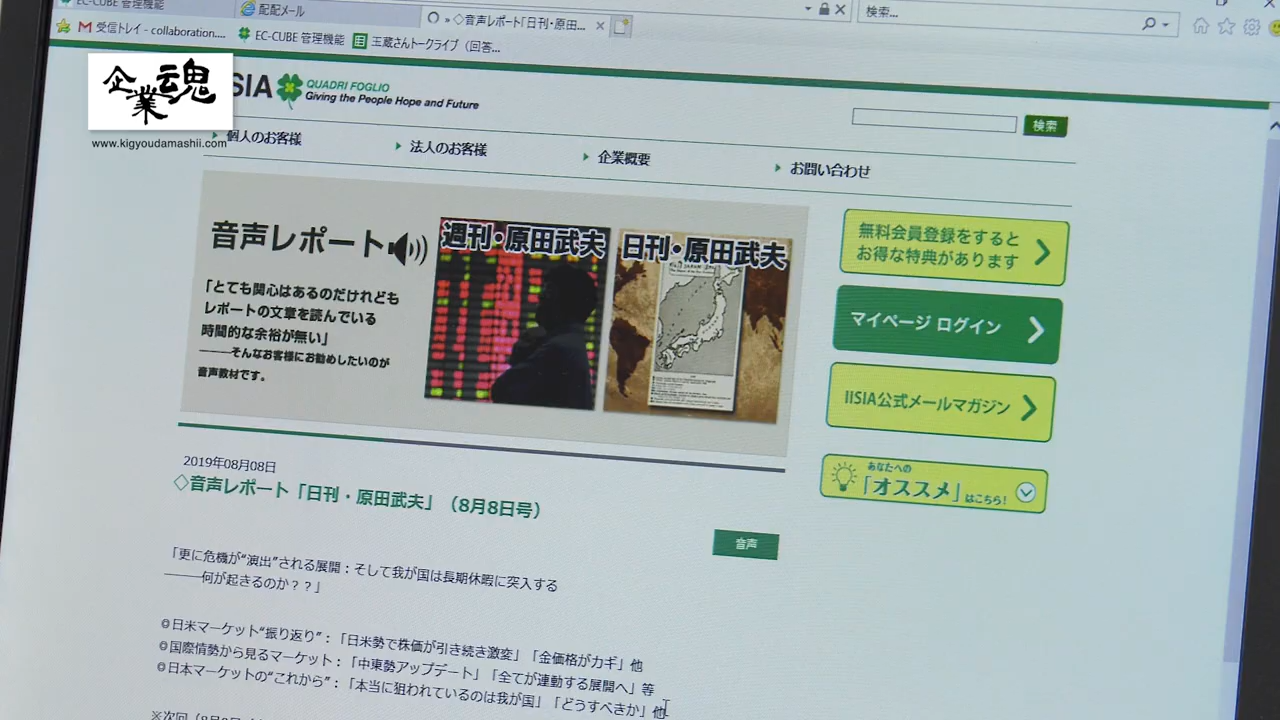 EC-CUBE 管理機能
配配メール
◇音声レポート「日刊・原田...
検索...
受信トレイ - collaboration....
EC-CUBE 管理機能
玉蔵さんトークライブ（回答...
企業魂
www.kigyoudamashii.com
SIA
QUADRI FOGLIO
Giving the People Hope and Future
検索
個人のお客様
法人のお客様
企業概要
お問い合わせ
音声レポート
週刊・原田武夫
日刊・原田武夫
「とても関心はあるのだけれども
レポートの文章を読んでいる
時間的な余裕が無い」
―――そんなお客様にお勧めしたいのが
音声教材です。
無料会員登録をすると
お得な特典があります
マイページ ログイン
IISIA公式メールマガジン
あなたへの
「オススメ」はこちら!
2019年08月08日
◇音声レポート「日刊・原田武夫」（8月8日号）
音声
「更に危機が“演出”される展開：そして我が国は長期休暇に突入する
―――何が起きるのか？？」
◎日米マーケット“振り返り”：「日米勢で株価が引き続き激変」「金価格がカギ」他
◎国際情勢から見るマーケット：「中東勢アップデート」「全てが連動する展開へ」等
◎日本マーケットの“これから”：「本当に狙われているのは我が国」「どうすべきか」他